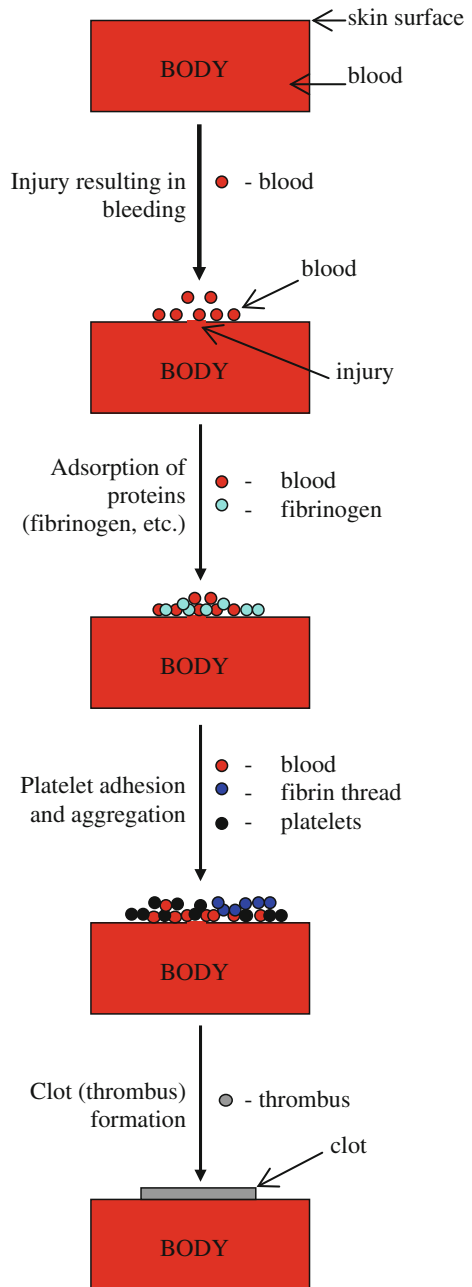 skin surface
BODY
blood
Injury resulting in
bleeding
- blood
blood
injury
BODY
Adsorption of
proteins
(fibrinogen, etc.)
- blood
- fibrinogen
BODY
Platelet adhesion
and aggregation
- blood
- fibrin thread
- platelets
BODY
Clot (thrombus)
formation
- thrombus
clot
BODY